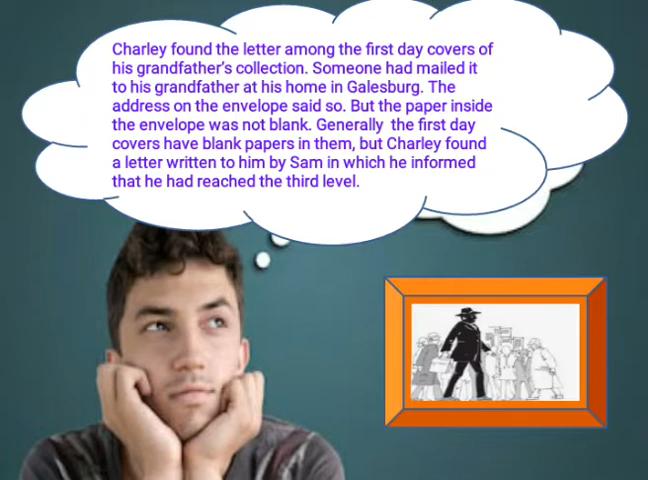 Charley found the letter among the first day covers of
his grandfather's collection. Someone had mailed it
to his grandfather at his home in Galesburg. The
address on the envelope said so. But the paper inside
the envelope was not blank. Generally  the first day
covers have blank papers in them, but Charley found
a letter written to him by Sam in which he informed
that he had reached the third level.